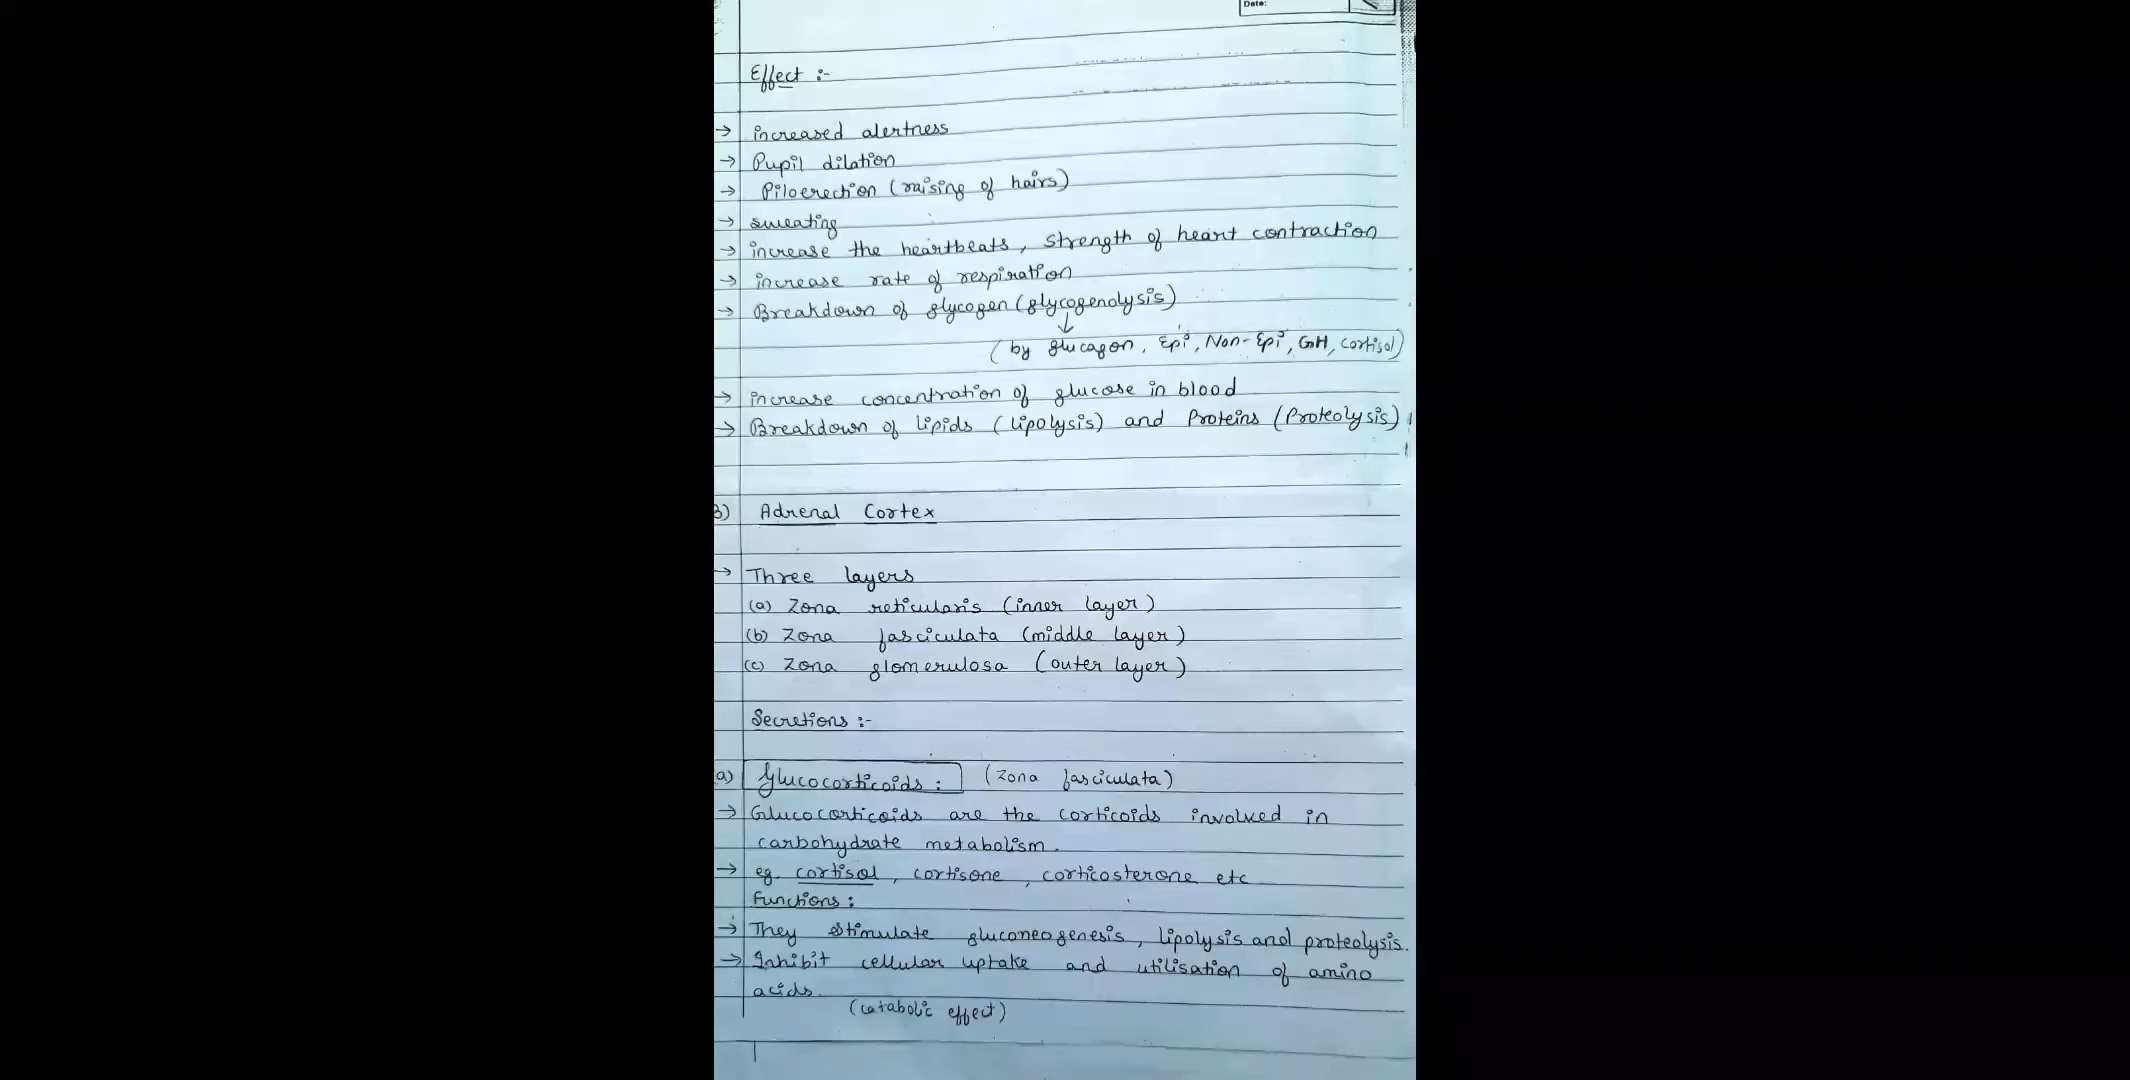 Date:
Effect :-
→ increased alertness
→ Pupil dilation
→ Piloerection (raising of hairs)
→ sweating
→ increase the heartbeats, strength of heart contraction
→ increase rate of respiration
→ Breakdown of glycogen (glycogenolysis)
↓
(by glucagon, Epi, Non-Epi, GH, cortisol)
→ increase concentration of glucose in blood
→ Breakdown of lipids (lipolysis) and Proteins (Proteolysis)
B) Adrenal Cortex
→ Three layers
(a) Zona reticularis (inner layer)
(b) Zona fasciculata (middle layer)
(c) Zona glomerulosa (outer layer)
Secretions :-
a) Glucocorticoids : (Zona fasciculata)
→ Glucocorticoids are the corticoids involved in
carbohydrate metabolism.
→ eg. cortisol, cortisone, corticosterone etc
Functions :
→ They stimulate gluconeogenesis, lipolysis and proteolysis.
→ Inhibit cellular uptake and utilisation of amino
acids.
(catabolic effect)